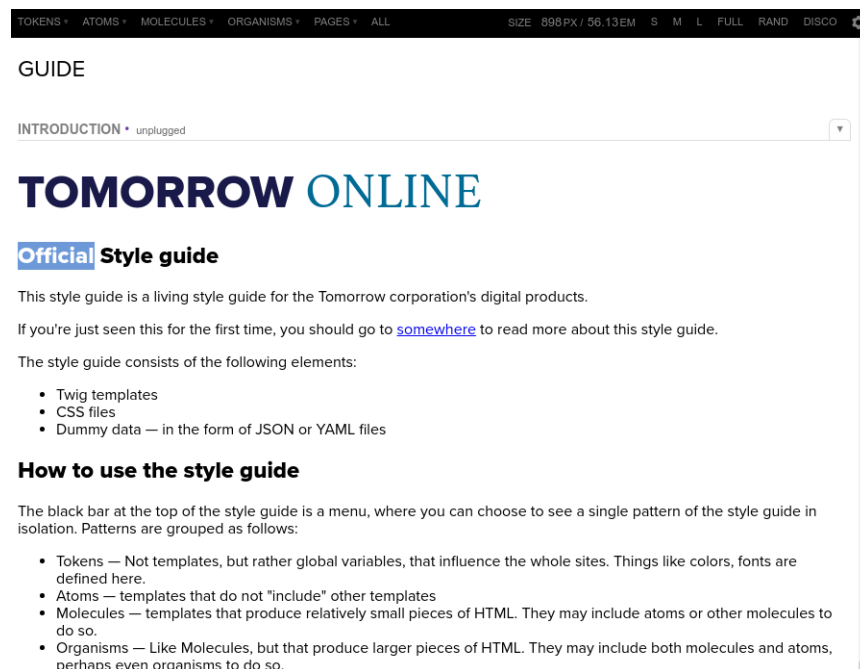 TOKENS ▾ ATOMS ▾ MOLECULES ▾ ORGANISMS ▾ PAGES ▾ ALL SIZE 898PX / 56.13EM S M L FULL RAND DISCO
GUIDE
INTRODUCTION • unplugged ▾
TOMORROW ONLINE
Official Style guide
This style guide is a living style guide for the Tomorrow corporation's digital products.
If you're just seen this for the first time, you should go to somewhere to read more about this style guide.
The style guide consists of the following elements:
• Twig templates
• CSS files
• Dummy data — in the form of JSON or YAML files
How to use the style guide
The black bar at the top of the style guide is a menu, where you can choose to see a single pattern of the style guide in
isolation. Patterns are grouped as follows:
• Tokens — Not templates, but rather global variables, that influence the whole sites. Things like colors, fonts are
defined here.
• Atoms — templates that do not "include" other templates
• Molecules — templates that produce relatively small pieces of HTML. They may include atoms or other molecules to
do so.
• Organisms — Like Molecules, but that produce larger pieces of HTML. They may include both molecules and atoms,
perhaps even organisms to do so.